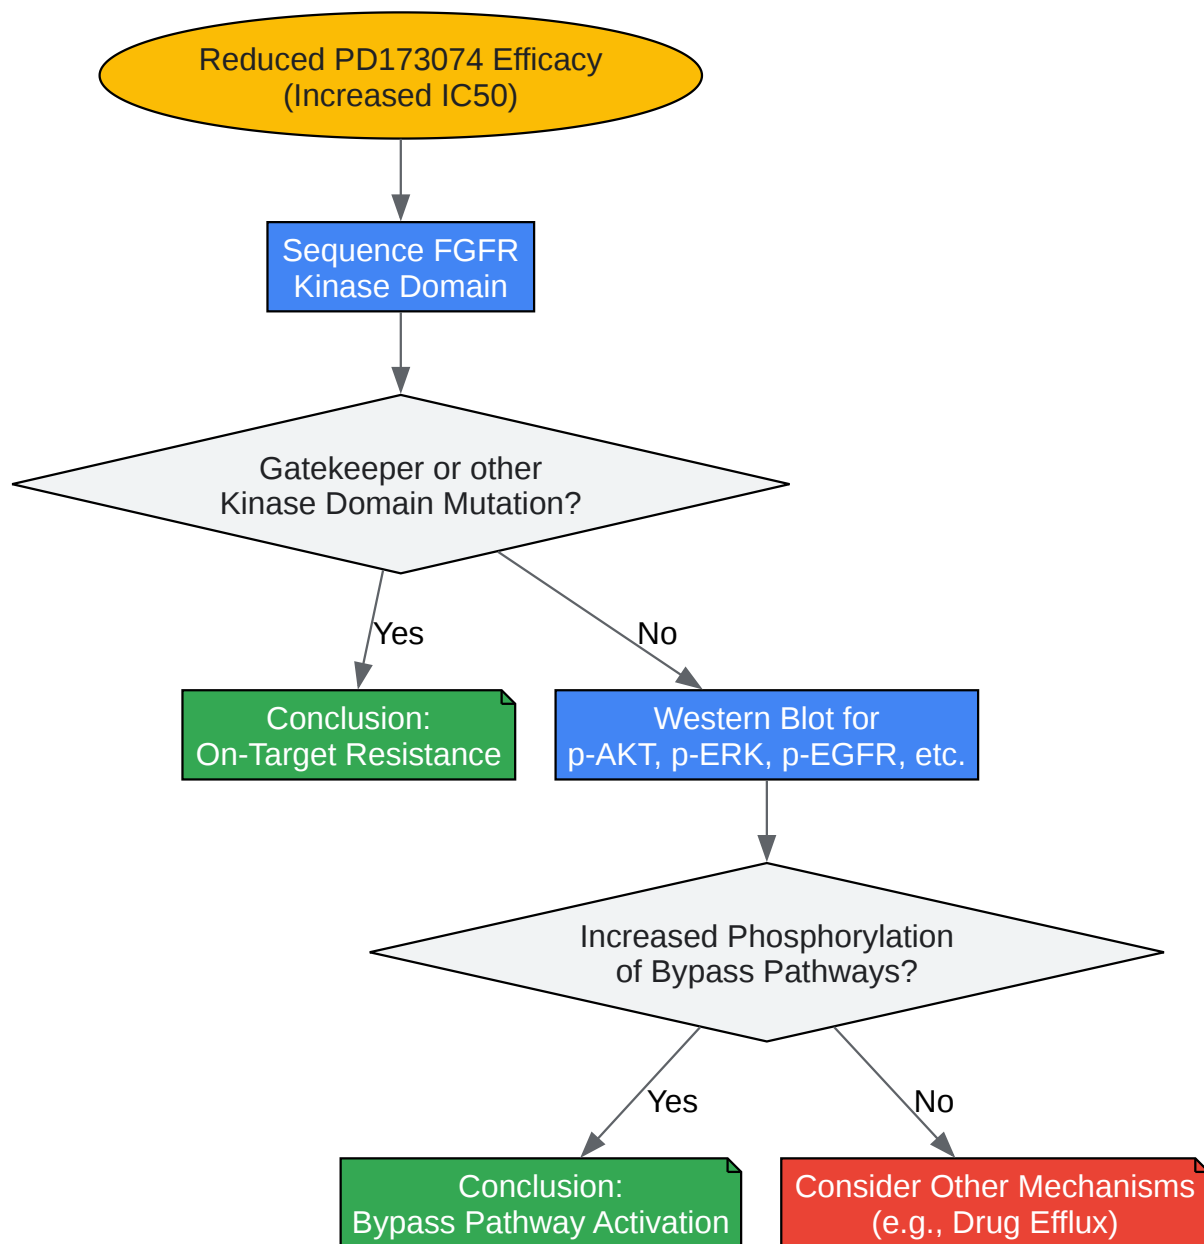 Reduced PD173074 Efficacy
(Increased IC50)
Sequence FGFR
Kinase Domain
Gatekeeper or other
Kinase Domain Mutation?
Yes
No
Conclusion:
On-Target Resistance
Western Blot for
p-AKT, p-ERK, p-EGFR, etc.
Increased Phosphorylation
of Bypass Pathways?
Yes
No
Conclusion:
Bypass Pathway Activation
Consider Other Mechanisms
(e.g., Drug Efflux)